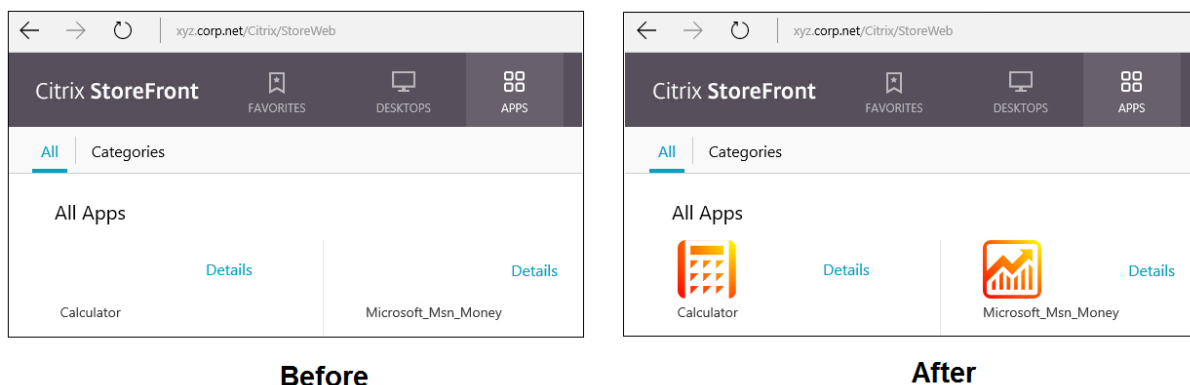 xyz.corp.net/Citrix/StoreWeb
Citrix StoreFront
FAVORITES
DESKTOPS
APPS
All
Categories
All Apps
Details
Details
Calculator
Microsoft_Msn_Money
Before
xyz.corp.net/Citrix/StoreWeb
Citrix StoreFront
FAVORITES
DESKTOPS
APPS
All
Categories
All Apps
Details
Details
Calculator
Microsoft_Msn_Money
After